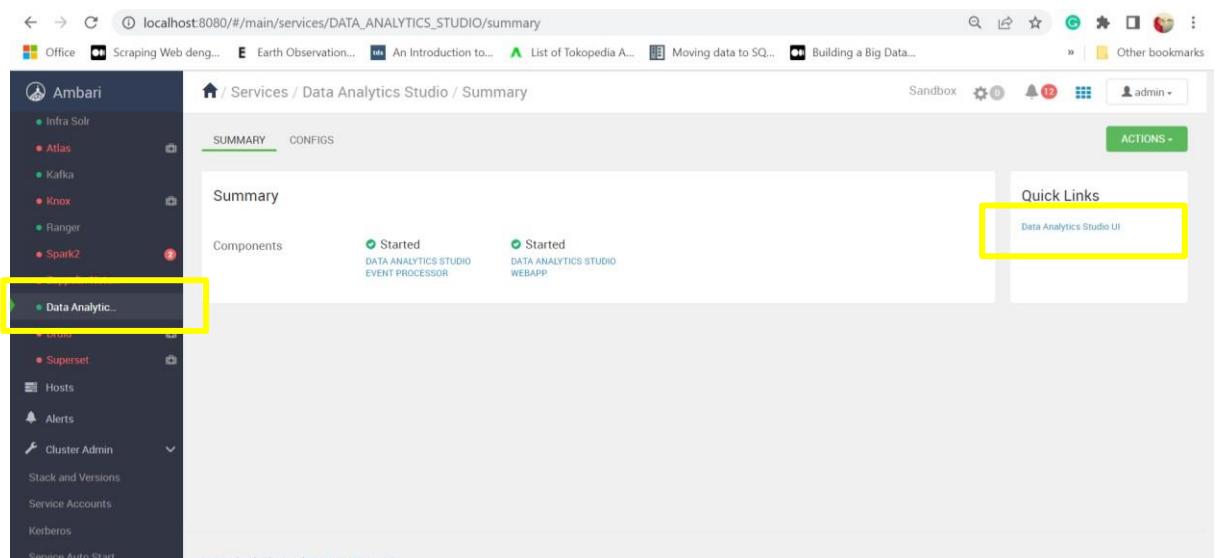 localhost:8080/#/main/services/DATA_ANALYTICS_STUDIO/summary
Office Scraping Web deng... Earth Observation... An Introduction to... List of Tokopedia A... Moving data to SQ... Building a Big Data... » Other bookmarks
Ambari / Services / Data Analytics Studio / Summary Sandbox 0 12 admin
Infra Solr
SUMMARY CONFIGS ACTIONS
Atlas
Kafka
Knox
Summary Quick Links
Ranger
Data Analytics Studio UI
Spark2 2
Components Started Started
DATA ANALYTICS STUDIO DATA ANALYTICS STUDIO
EVENT PROCESSOR WEBAPP
Data Analytic...
Superset
Hosts
Alerts
Cluster Admin
Stack and Versions
Service Accounts
Kerberos
Service Auto Start